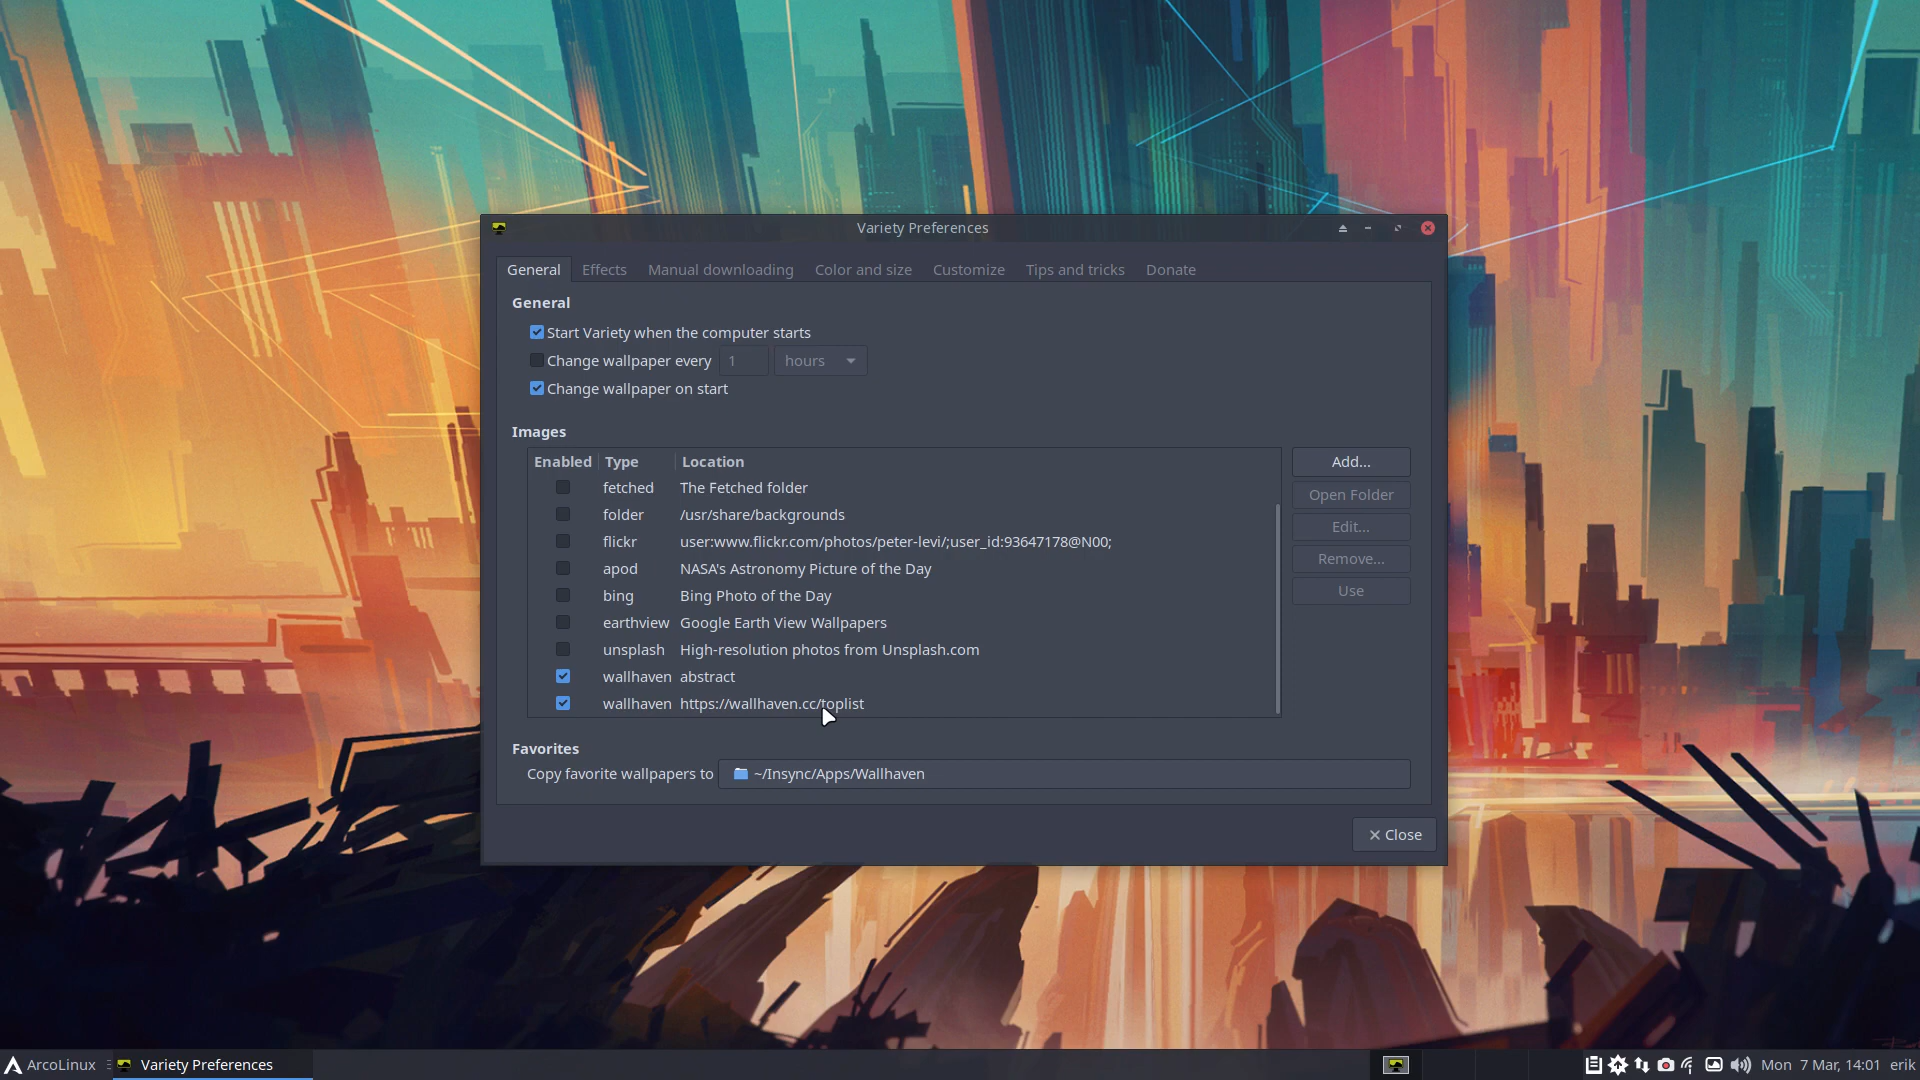 Variety Preferences
General Effects Manual downloading Color and size Customize Tips and tricks Donate
General
Start Variety when the computer starts
Change wallpaper every 1 hours
Change wallpaper on start
Images
Enabled Type Location
fetched The Fetched folder
folder /usr/share/backgrounds
flickr user:www.flickr.com/photos/peter-levi/;user_id:93647178@N00;
apod NASA's Astronomy Picture of the Day
bing Bing Photo of the Day
earthview Google Earth View Wallpapers
unsplash High-resolution photos from Unsplash.com
wallhaven abstract
wallhaven https://wallhaven.cc/toplist
Add...
Open Folder
Edit...
Remove...
Use
Favorites
Copy favorite wallpapers to ~/Insync/Apps/Wallhaven
Close
ArcoLinux Variety Preferences Mon 7 Mar, 14:01 erik